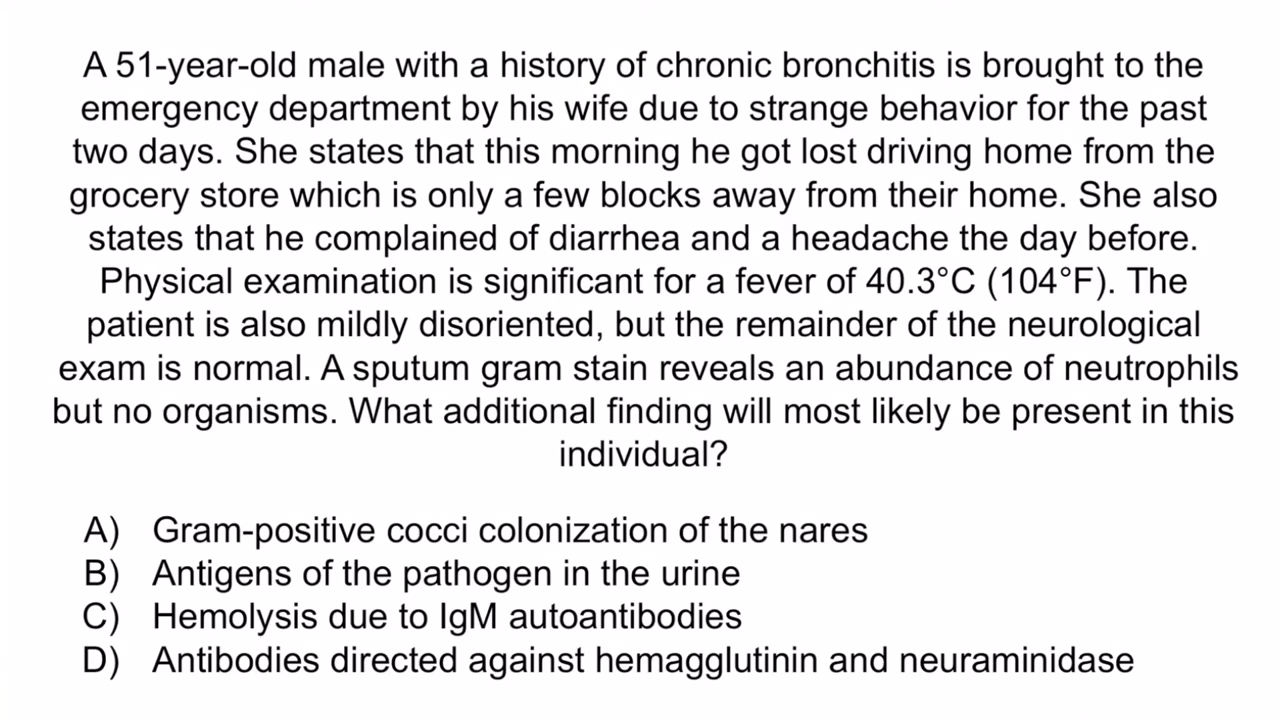 A 51-year-old male with a history of chronic bronchitis is brought to the
emergency department by his wife due to strange behavior for the past
two days. She states that this morning he got lost driving home from the
grocery store which is only a few blocks away from their home. She also
states that he complained of diarrhea and a headache the day before.
Physical examination is significant for a fever of 40.3°C (104°F). The
patient is also mildly disoriented, but the remainder of the neurological
exam is normal. A sputum gram stain reveals an abundance of neutrophils
but no organisms. What additional finding will most likely be present in this
individual?
A) Gram-positive cocci colonization of the nares
B) Antigens of the pathogen in the urine
C) Hemolysis due to IgM autoantibodies
D) Antibodies directed against hemagglutinin and neuraminidase